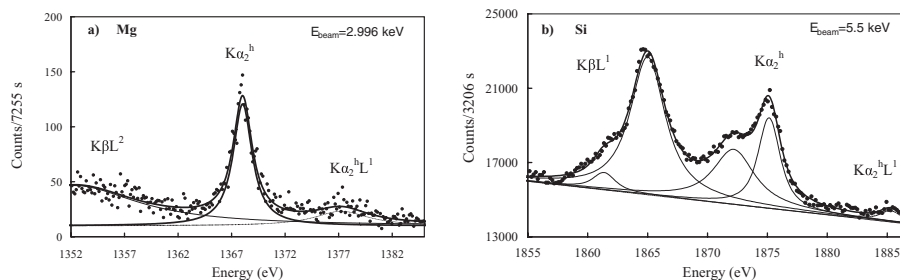 a) Mg
E_beam=2.996 keV
Kα₂ʰ
KβL²
Kα₂ʰL¹
Counts/7255 s
200
150
100
50
0
1352 1357 1362 1367 1372 1377 1382
Energy (eV)
b) Si
E_beam=5.5 keV
KβL¹
Kα₂ʰ
Kα₂ʰL¹
Counts/3206 s
25000
21000
17000
13000
1855 1860 1865 1870 1875 1880 1885
Energy (eV)